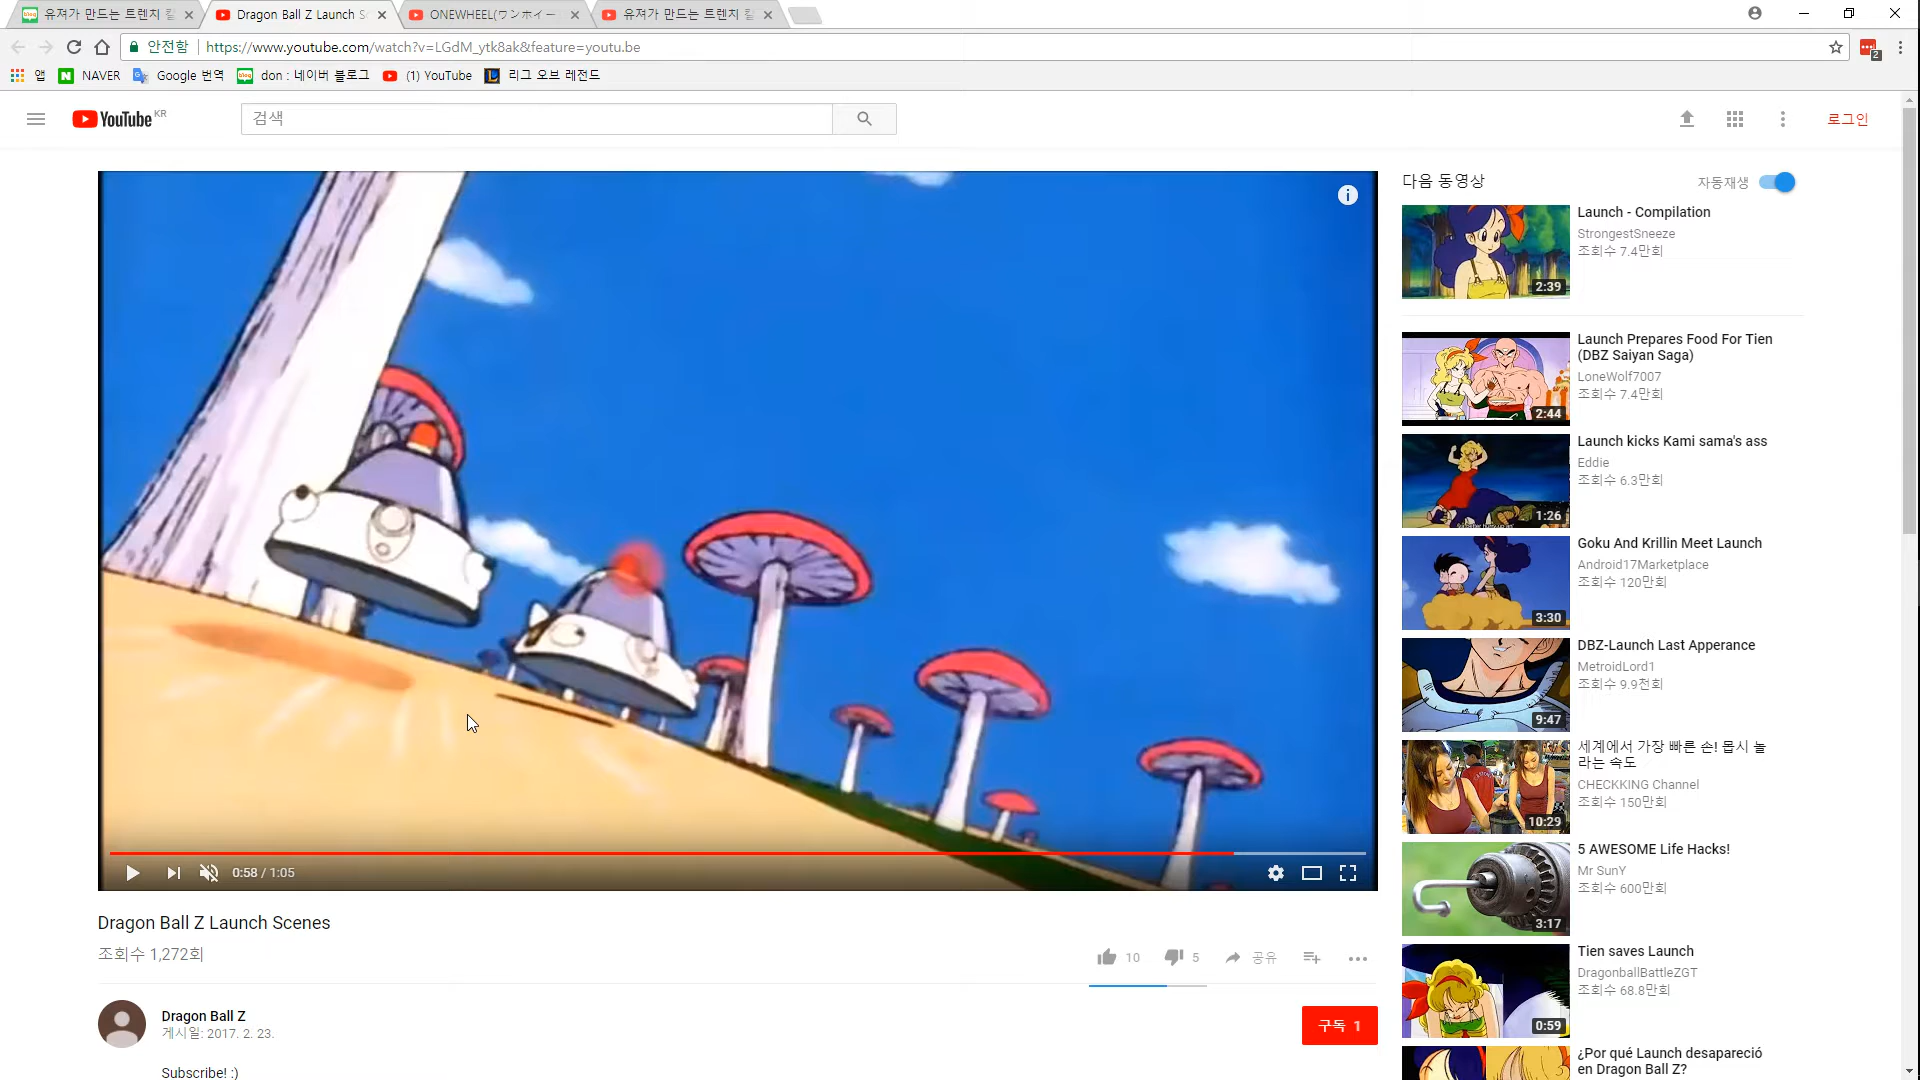 유져가 만드는 트렌치 킬
Dragon Ball Z Launch Sc
ONEWHEEL(ワンホイー
유져가 만드는 트렌치 킬
안전함
https://www.youtube.com/watch?v=LGdM_ytk8ak&feature=youtu.be
2
앱
NAVER
Google 번역
don : 네이버 블로그
(1) YouTube
리그 오브 레전드
YouTube KR
검색
로그인
0:58 / 1:05
Dragon Ball Z Launch Scenes
조회수 1,272회
10
5
공유
Dragon Ball Z
게시일: 2017. 2. 23.
구독 1
Subscribe! :)
다음 동영상
자동재생
Launch - Compilation
StrongestSneeze
조회수 7.4만회
2:39
Launch Prepares Food For Tien
(DBZ Saiyan Saga)
LoneWolf7007
조회수 7.4만회
2:44
Launch kicks Kami sama's ass
Eddie
조회수 6.3만회
1:26
Goku And Krillin Meet Launch
Android17Marketplace
조회수 120만회
3:30
DBZ-Launch Last Apperance
MetroidLord1
조회수 9.9천회
9:47
세계에서 가장 빠른 손! 몹시 놀
라는 속도
CHECKKING Channel
조회수 150만회
10:29
5 AWESOME Life Hacks!
Mr SunY
조회수 600만회
3:17
Tien saves Launch
DragonballBattleZGT
조회수 68.8만회
0:59
¿Por qué Launch desapareció
en Dragon Ball Z?